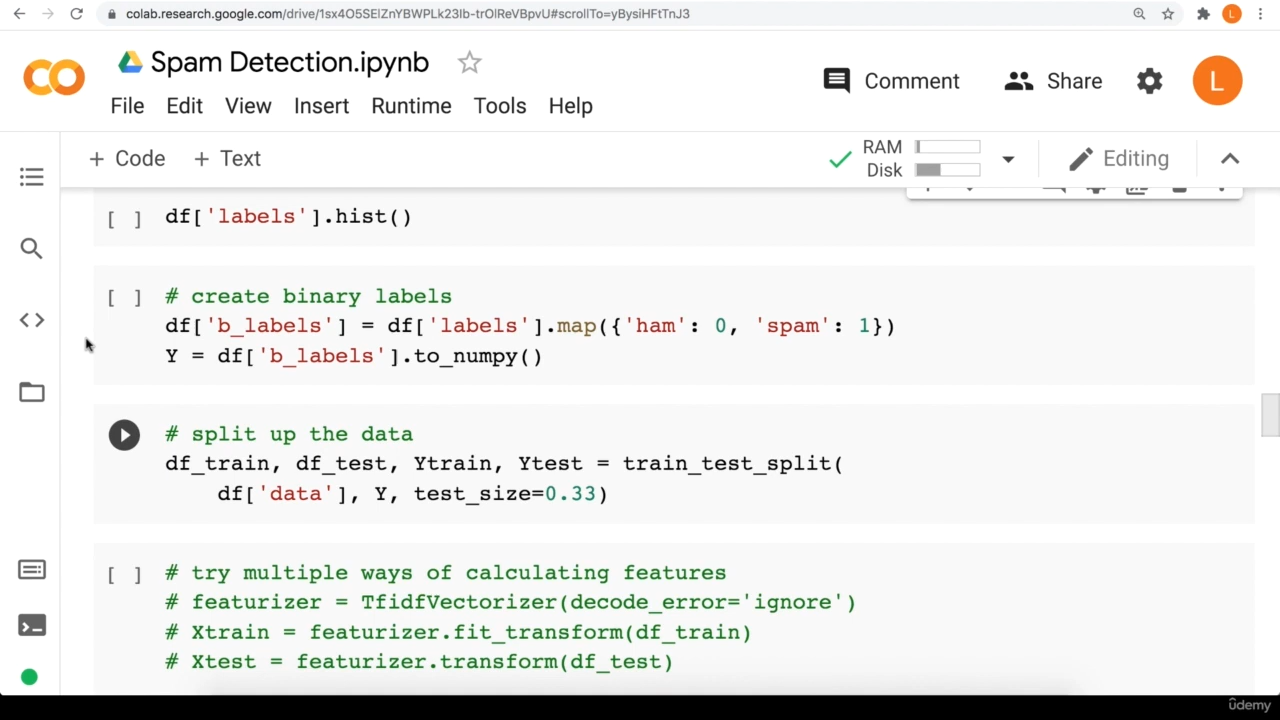 colab.research.google.com/drive/1sx4O5SElZnYBWPLk23Ib-trOlReVBpvU#scrollTo=yBysiHFtTnJ3
L
Spam Detection.ipynb
Comment
Share
L
File Edit View Insert Runtime Tools Help
+ Code + Text
RAM
Disk
Editing
[ ] df['labels'].hist()
[ ] # create binary labels
df['b_labels'] = df['labels'].map({'ham': 0, 'spam': 1})
Y = df['b_labels'].to_numpy()
# split up the data
df_train, df_test, Ytrain, Ytest = train_test_split(
df['data'], Y, test_size=0.33)
[ ] # try multiple ways of calculating features
# featurizer = TfidfVectorizer(decode_error='ignore')
# Xtrain = featurizer.fit_transform(df_train)
# Xtest = featurizer.transform(df_test)
ûdemy